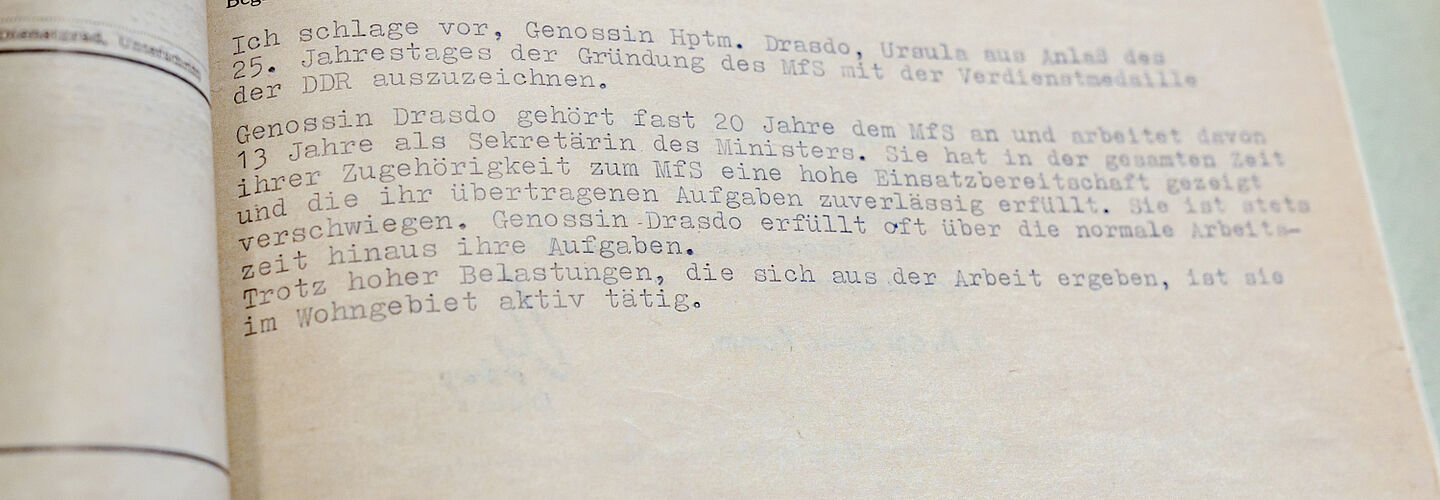 Beg
Dienstgrad, Unterschrift
Ich schlage vor, Genossin Hptm. Drasdo, Ursula aus Anlaß des
25. Jahrestages der Gründung des MfS mit der Verdienstmedaille
der DDR auszuzeichnen.
Genossin Drasdo gehört fast 20 Jahre dem MfS an und arbeitet davon
13 Jahre als Sekretärin des Ministers. Sie hat in der gesamten Zeit
ihrer Zugehörigkeit zum MfS eine hohe Einsatzbereitschaft gezeigt
und die ihr übertragenen Aufgaben zuverlässig erfüllt. Sie ist stets
verschwiegen. Genossin Drasdo erfüllt oft über die normale Arbeits-
zeit hinaus ihre Aufgaben.
Trotz hoher Belastungen, die sich aus der Arbeit ergeben, ist sie
im Wohngebiet aktiv tätig.